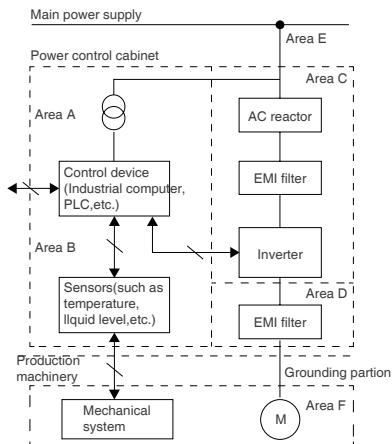 Main power supply
Area E
Power control cabinet
Area C
Area A
AC reactor
Control device
(Industrial computer,
PLC,etc.)
EMI filter
Area B
Inverter
Sensors(such as
temperature,
llquid level,etc.)
Area D
EMI filter
Production
machinery
Grounding partion
Mechanical
system
M
Area F